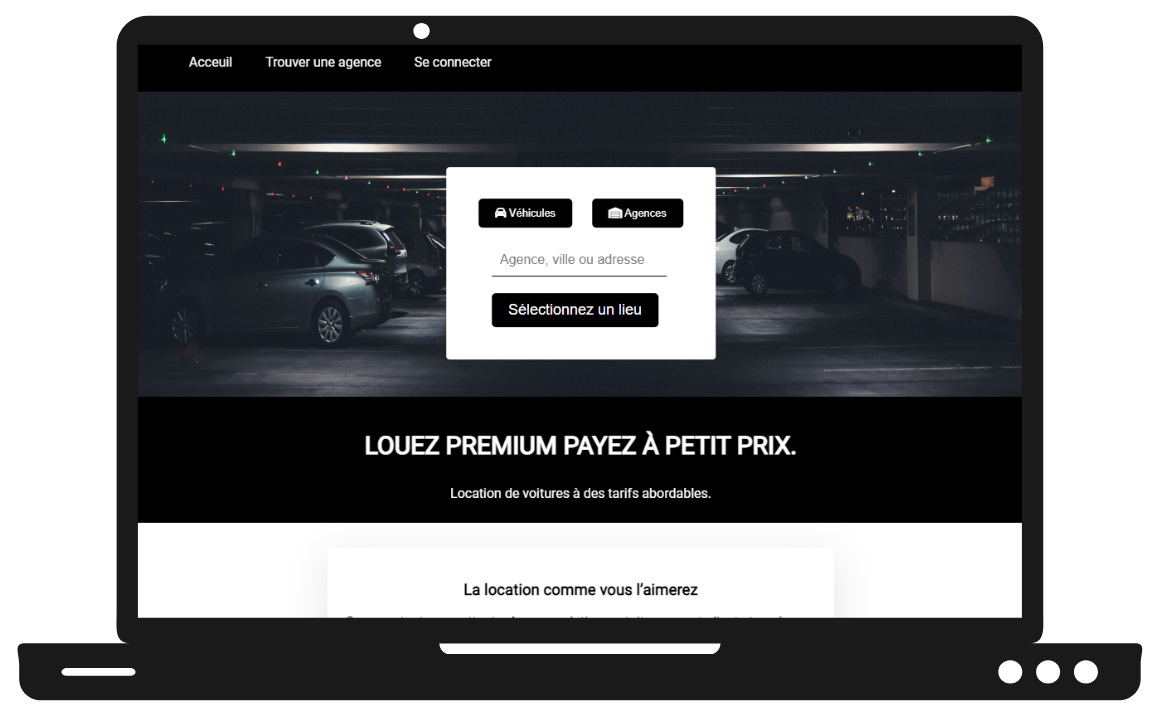 Acceuil Trouver une agence Se connecter
Véhicules Agences
Agence, ville ou adresse
Sélectionnez un lieu
LOUEZ PREMIUM PAYEZ À PETIT PRIX.
Location de voitures à des tarifs abordables.
La location comme vous l’aimerez